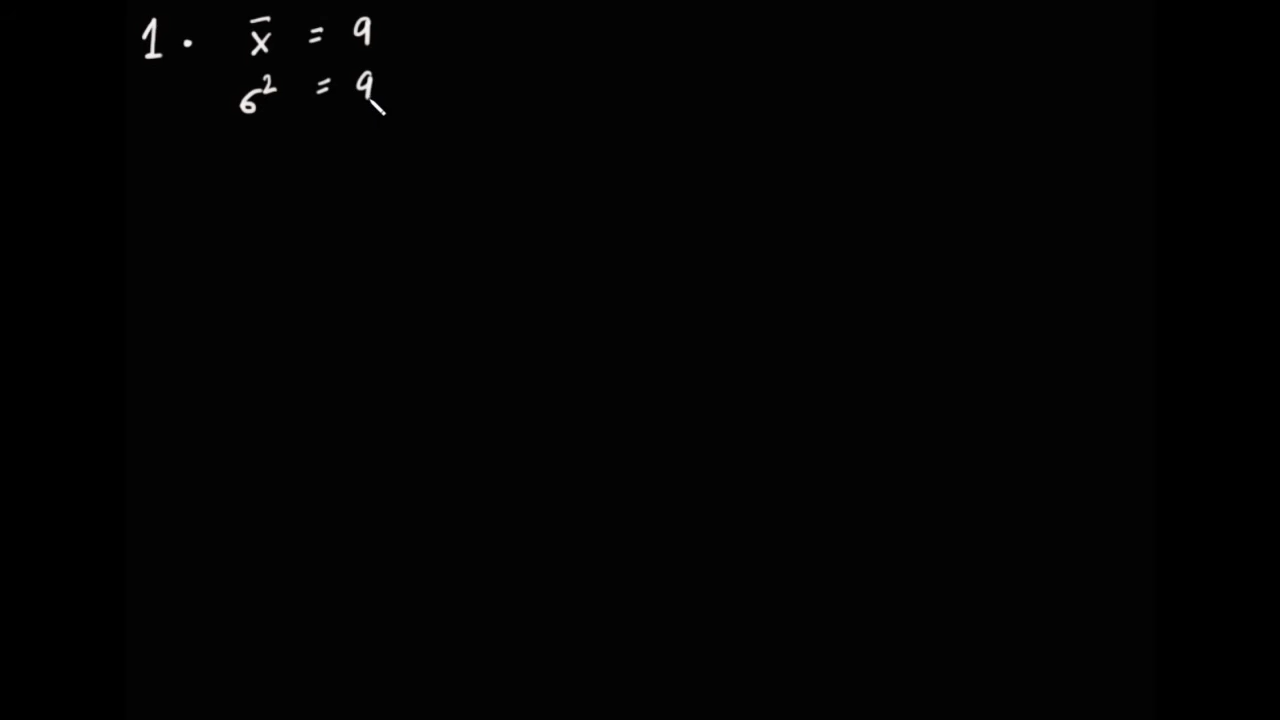 1. x̄ = 9
σ² = 9